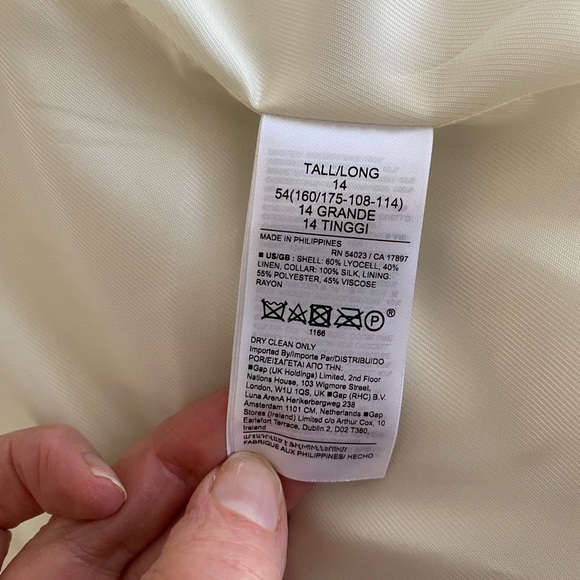 TALL/LONG
14
54(160/175-108-114)
14 GRANDE
14 TINGGI
MADE IN PHILIPPINES
RN 54023 / CA 17897
■ US/GB : SHELL: 60% LYOCELL, 40%
LINEN, COLLAR: 100% SILK, LINING:
55% POLYESTER, 45% VISCOSE
RAYON
P ®
1166
DRY CLEAN ONLY
Imported By/Importe Par/DISTRIBUIDO
POR/ΕΙΣΑΓΕΤΑΙ ΑΠΟ ΤΗΝ:
■Gap (UK Holdings) Limited, 2nd Floor
Nations House, 103 Wigmore Street,
London, W1U 1QS, UK ■Gap (RHC) B.V.
Luna ArenA Herikerbergweg 238
Amsterdam 1101 CM, Netherlands ■Gap
Stores (Ireland) Limited c/o Arthur Cox, 10
Earlsfort Terrace, Dublin 2, D02 T380,
Ireland
FABRIQUE AUX PHILIPPINES/ HECHO